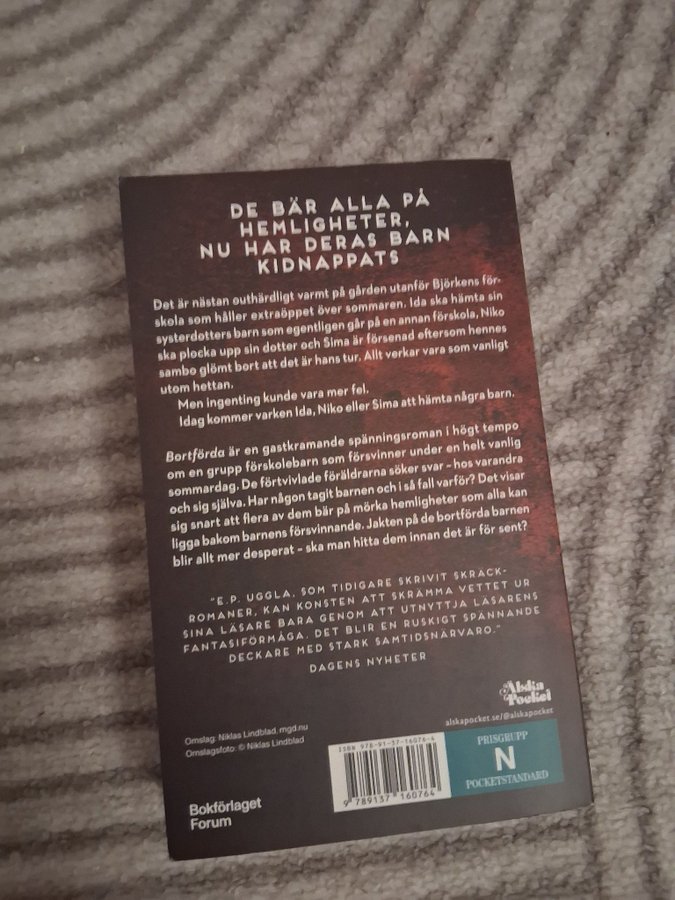 DE BÄR ALLA PÅ
HEMLIGHETER,
NU HAR DERAS BARN
KIDNAPPATS
Det är nästan outhärdligt varmt på gården utanför Björkens för-
skola som håller extraöppet över sommaren. Ida ska hämta sin
systerdotters barn som egentligen går på en annan förskola, Niko
ska plocka upp sin dotter och Sima är försenad eftersom hennes
sambo glömt bort att det är hans tur. Allt verkar vara som vanligt
utom hettan.
Men ingenting kunde vara mer fel.
Idag kommer varken Ida, Niko eller Sima att hämta några barn.
Bortförda är en gastkramande spänningsroman i högt tempo
om en grupp förskolebarn som försvinner under en helt vanlig
sommardag. De förtvivlade föräldrarna söker svar – hos varandra
och sig själva. Har någon tagit barnen och i så fall varför? Det visar
sig snart att flera av dem bär på mörka hemligheter som alla kan
ligga bakom barnens försvinnande. Jakten på de bortförda barnen
blir allt mer desperat – ska man hitta dem innan det är för sent?
"E.P. UGGLA, SOM TIDIGARE SKRIVIT SKRÄCK-
ROMANER, KAN KONSTEN ATT SKRÄMMA VETTET UR
SINA LÄSARE BARA GENOM ATT UTNYTTJA LÄSARENS
FANTASIFÖRMÅGA. DET BLIR EN RUSKIGT SPÄNNANDE
DECKARE MED STARK SAMTIDSNÄRVARO."
DAGENS NYHETER
Älska
Pocket
alskapocket.se/@alskapocket
Omslag: Niklas Lindblad, mgd.nu
Omslagsfoto: © Niklas Lindblad
Bokförlaget
Forum
ISBN 978-91-37-16076-4
9 789137 160764
PRISGRUPP
N
POCKETSTANDARD